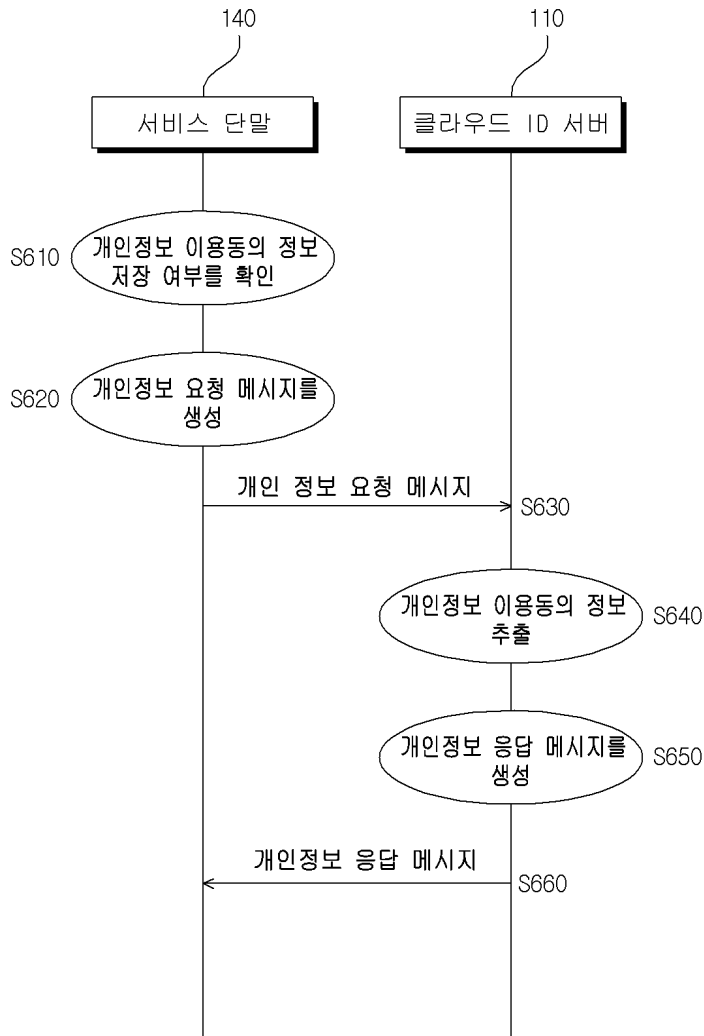 140
110
서비스 단말
클라우드 ID 서버
S610
개인정보 이용동의 정보
저장 여부를 확인
S620
개인정보 요청 메시지를
생성
개인 정보 요청 메시지
S630
개인정보 이용동의 정보
추출
S640
개인정보 응답 메시지를
생성
S650
개인정보 응답 메시지
S660